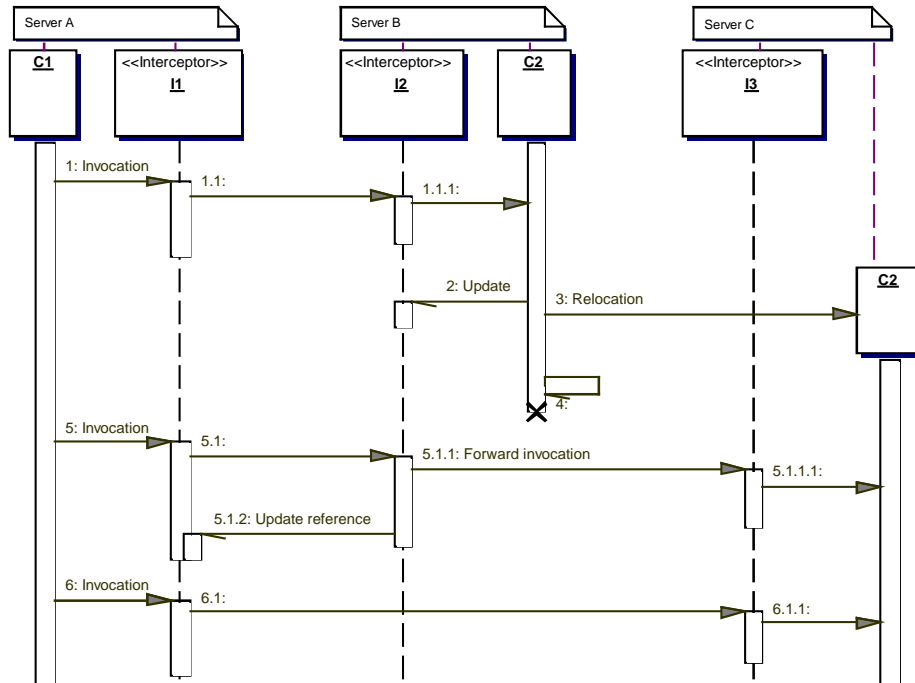 Server A
Server B
Server C
C1
<<Interceptor>>
I1
<<Interceptor>>
I2
C2
<<Interceptor>>
I3
1: Invocation
1.1:
1.1.1:
C2
2: Update
3: Relocation
4:
5: Invocation
5.1:
5.1.1: Forward invocation
5.1.1.1:
5.1.2: Update reference
6: Invocation
6.1:
6.1.1: